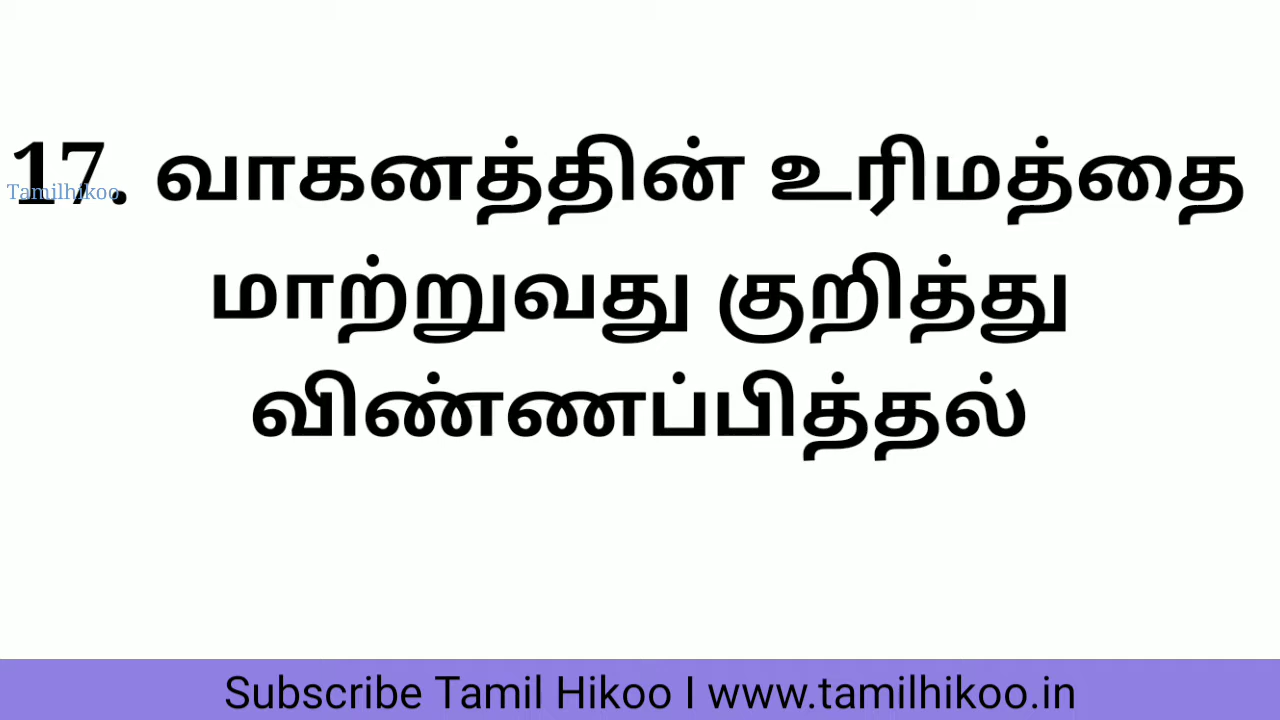 17. வாகனத்தின் உரிமத்தை
Tamilhikoo
மாற்றுவது குறித்து
விண்ணப்பித்தல்
Subscribe Tamil Hikoo I www.tamilhikoo.in